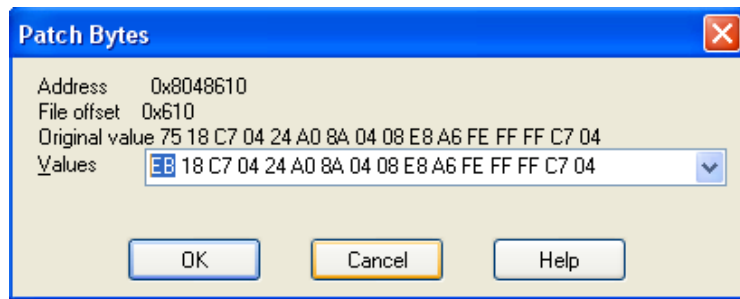 Patch Bytes
Address 0x8048610
File offset 0x610
Original value 75 18 C7 04 24 A0 8A 04 08 E8 A6 FE FF FF C7 04
Values EB 18 C7 04 24 A0 8A 04 08 E8 A6 FE FF FF C7 04
OK Cancel Help